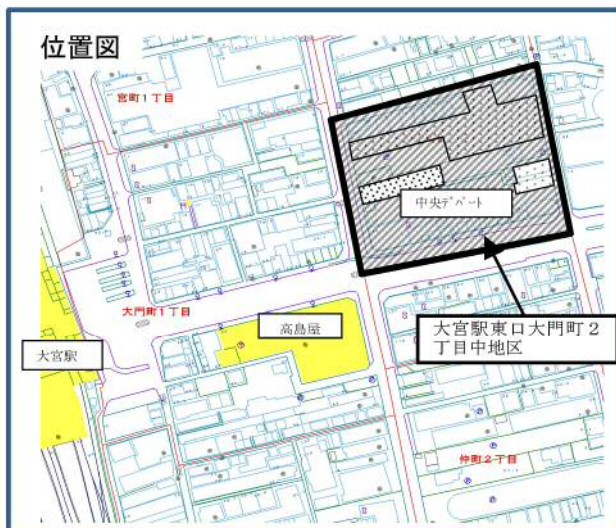 位置図
宮町１丁目
中央デパート
大門町１丁目
高島屋
大宮駅
大宮駅東口大門町２
丁目中地区
仲町２丁目